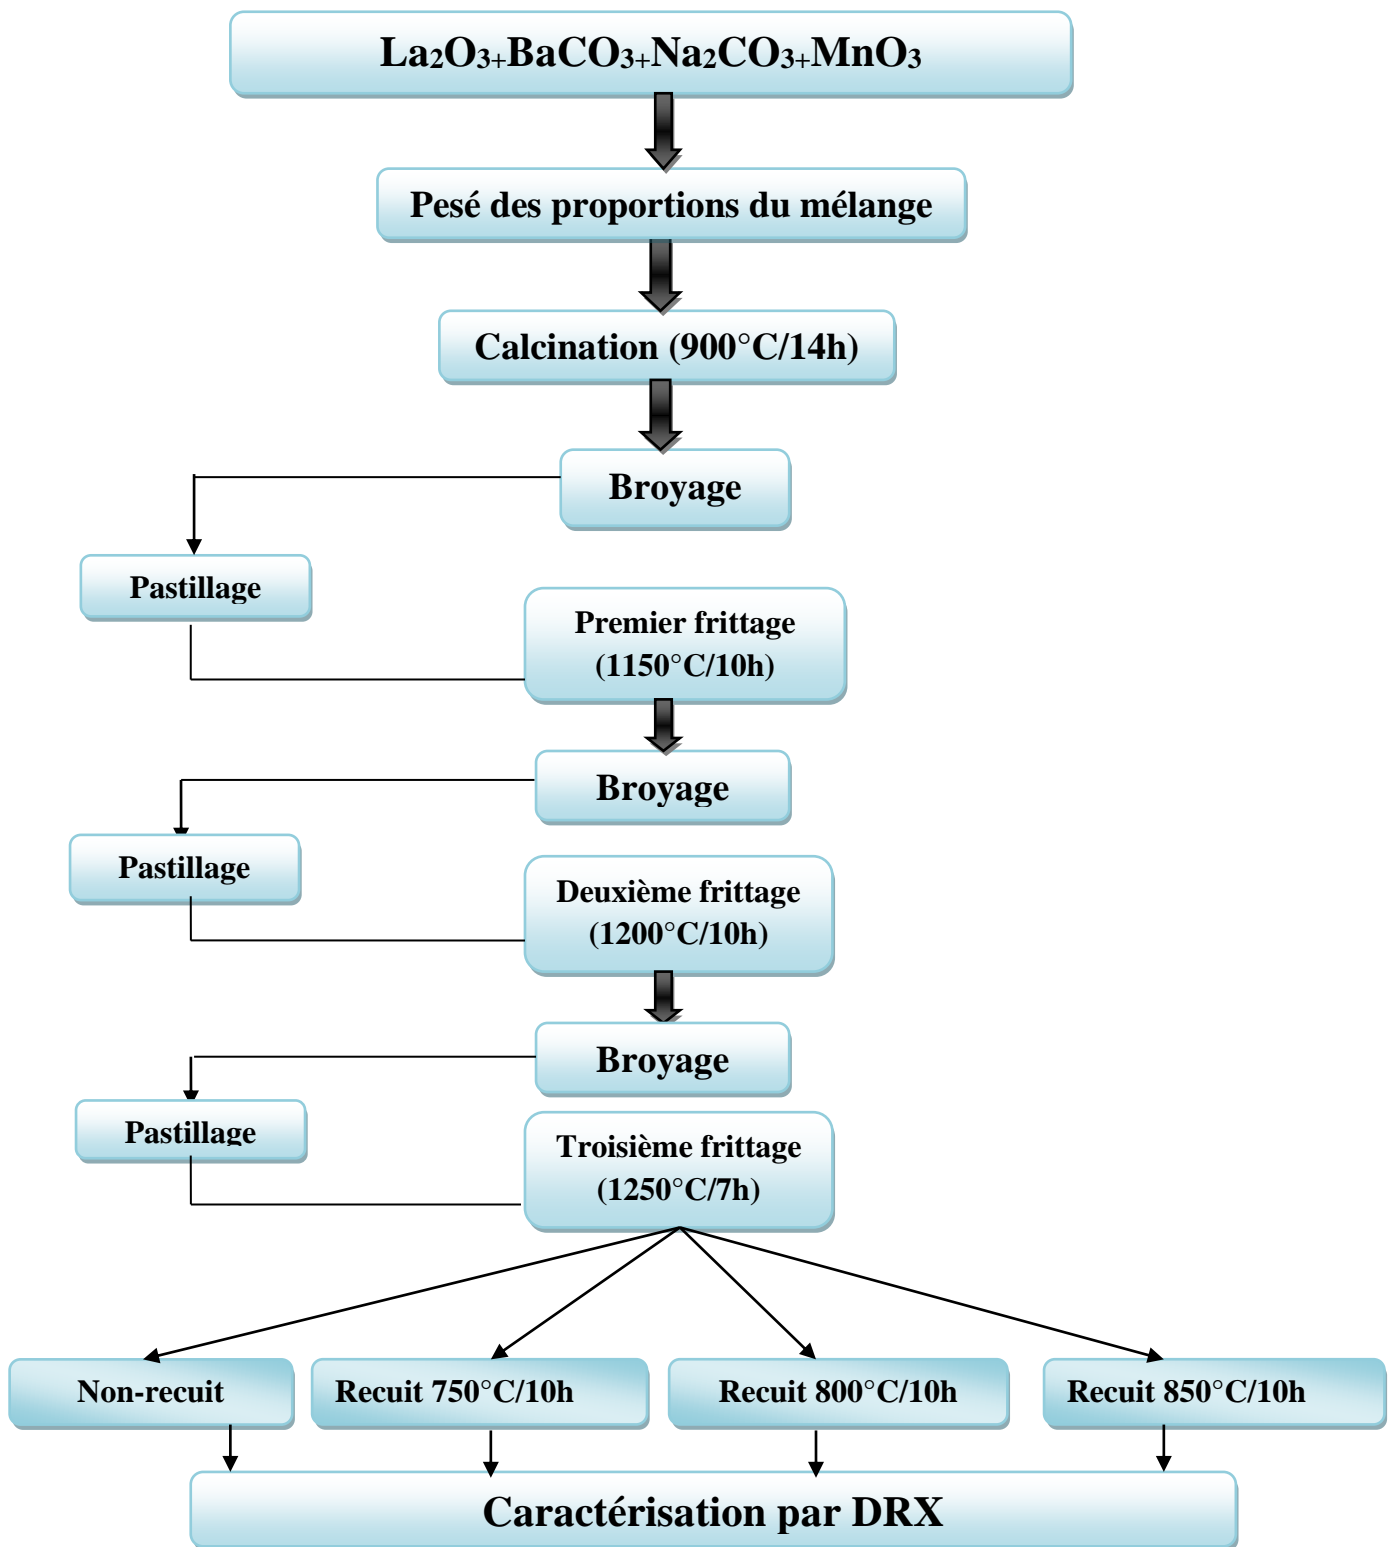 La₂O₃+BaCO₃+Na₂CO₃+MnO₃
Pesé des proportions du mélange
Calcination (900°C/14h)
Broyage
Pastillage
Premier frittage
(1150°C/10h)
Broyage
Pastillage
Deuxième frittage
(1200°C/10h)
Broyage
Pastillage
Troisième frittage
(1250°C/7h)
Non-recuit
Recuit 750°C/10h
Recuit 800°C/10h
Recuit 850°C/10h
Caractérisation par DRX